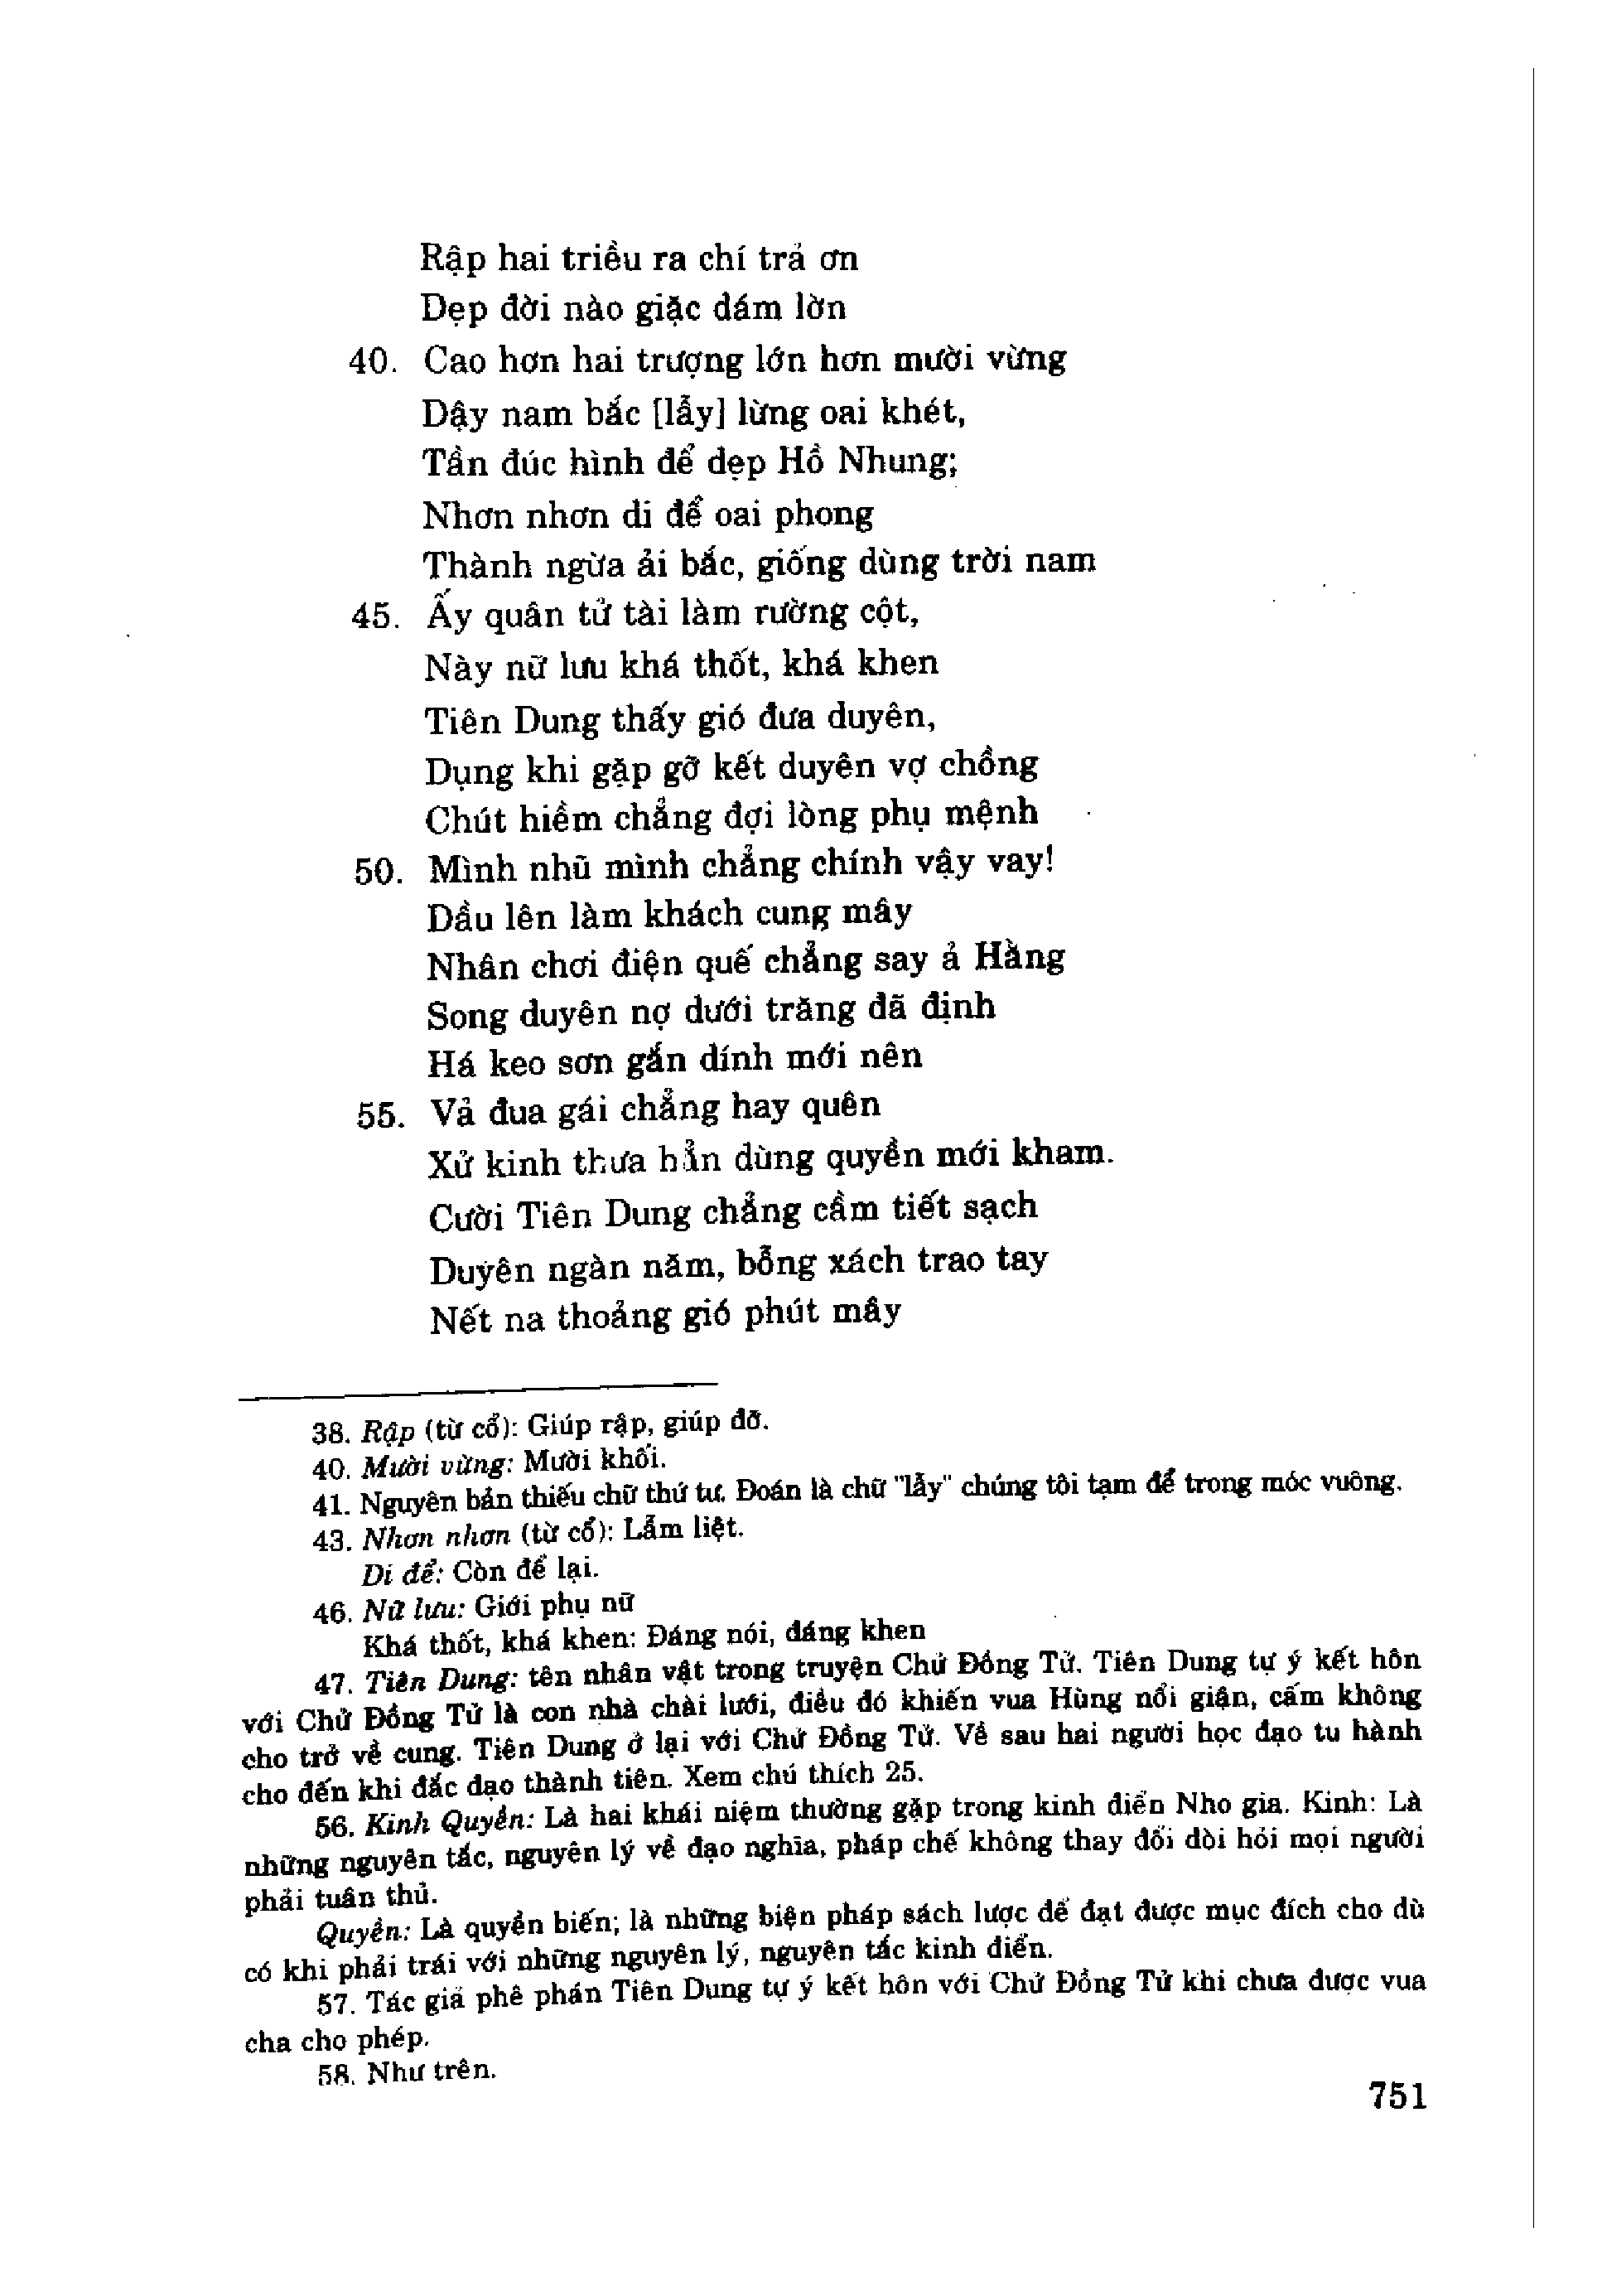 Rập hai triều ra chí trả ơn
Dẹp đời nào giặc dám lờn
40. Cao hơn hai trượng lớn hơn mười vừng
Dậy nam bắc [lẫy] lừng oai khét,
Tần đúc hình để dẹp Hồ Nhung;
Nhơn nhơn di để oai phong
Thành ngừa ải bắc, giống dùng trời nam
45. Ấy quân tử tài làm rường cột,
Này nữ lưu khá thốt, khá khen
Tiên Dung thấy gió đưa duyên,
Dụng khi gặp gỡ kết duyên vợ chồng
Chút hiềm chẳng đợi lòng phụ mệnh
50. Mình nhũ mình chẳng chính vậy vay!
Dầu lên làm khách cung mây
Nhân chơi điện quế chẳng say ả Hằng
Song duyên nợ dưới trăng đã định
Há keo sơn gắn dính mới nên
55. Vả đua gái chẳng hay quên
Xử kinh thưa hẳn dùng quyền mới kham.
Cười Tiên Dung chẳng cầm tiết sạch
Duyên ngàn năm, bỗng xách trao tay
Nết na thoảng gió phút mây
38. Rập (từ cổ): Giúp rập, giúp đỡ.
40. Mười vừng: Mười khối.
41. Nguyên bản thiếu chữ thứ tư. Đoán là chữ "lẫy" chúng tôi tạm để trong móc vuông.
43. Nhơn nhơn (từ cổ): Lẫm liệt.
Di để: Còn để lại.
46. Nữ lưu: Giới phụ nữ
Khá thốt, khá khen: Đáng nói, đáng khen
47. Tiên Dung: tên nhân vật trong truyện Chử Đồng Tử. Tiên Dung tự ý kết hôn
với Chử Đồng Tử là con nhà chài lưới, điều đó khiến vua Hùng nổi giận, cấm không
cho trở về cung. Tiên Dung ở lại với Chử Đồng Tử. Về sau hai người học đạo tu hành
cho đến khi đắc đạo thành tiên. Xem chú thích 25.
56. Kinh Quyền: Là hai khái niệm thường gặp trong kinh điển Nho gia. Kinh: Là
những nguyên tắc, nguyên lý về đạo nghĩa, pháp chế không thay đổi đòi hỏi mọi người
phải tuân thủ.
Quyền: Là quyền biến; là những biện pháp sách lược để đạt được mục đích cho dù
có khi phải trái với những nguyên lý, nguyên tắc kinh điển.
57. Tác giả phê phán Tiên Dung tự ý kết hôn với Chử Đồng Tử khi chưa được vua
cha cho phép.
58. Như trên.
751